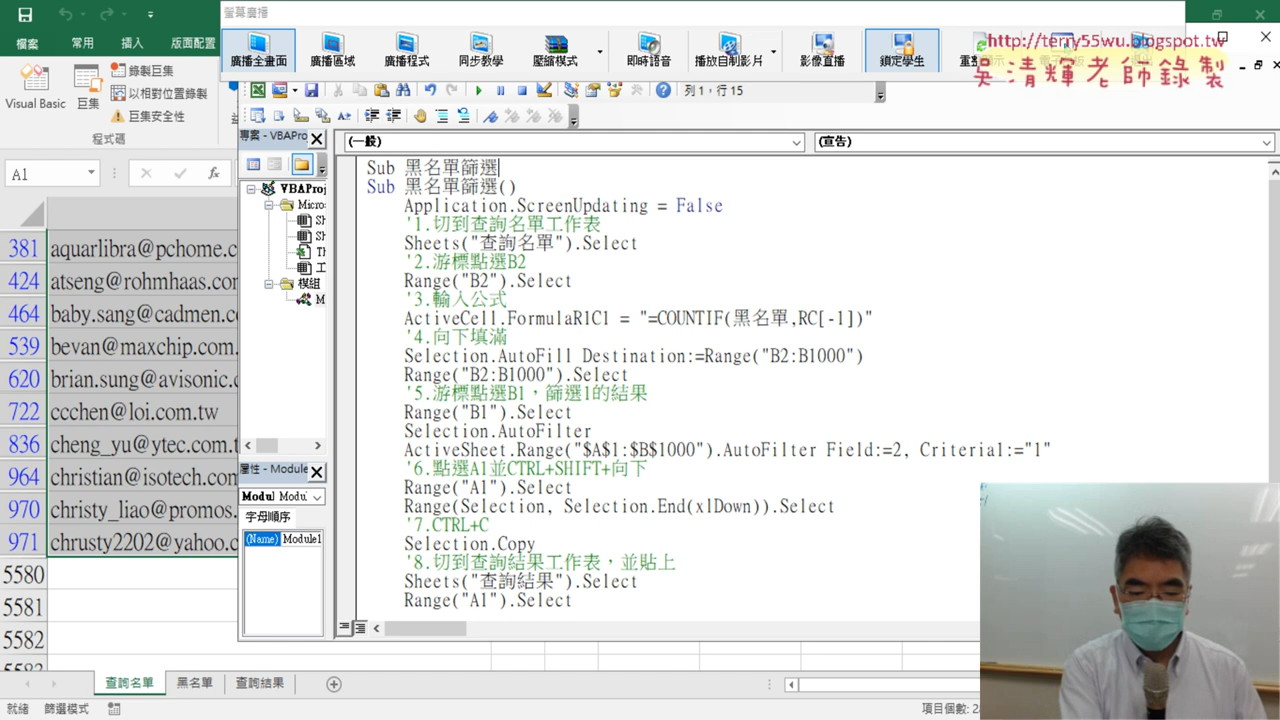 螢幕廣播
檔案
常用
插入
版面配置
廣播全畫面
廣播區域
廣播程式
同步教學
壓縮模式
即時語音
播放自制影片
影像直播
鎖定學生
http://terry55wu.blogspot.tw
吳清輝老師錄製
Visual Basic
巨集
錄製巨集
以相對位置錄製
巨集安全性
程式碼
列 1，行 15
專案 - VBAPro
(一般)
(宣告)
A1
fx
VBAProj
Micro:
SI
SI
TI
工
模組
M
屬性 - Module
Modul Modu
字母順序
(Name) Module1
381 aquarlibra@pchome.c
424 atseng@rohmhaas.con
464 baby.sang@cadmen.c
539 bevan@maxchip.com.
620 brian.sung@avisonic.c
722 ccchen@loi.com.tw
836 cheng_yu@ytec.com.t
964 christian@isotech.com
970 christy_liao@promos.
971 chrusty2202@yahoo.c
5580
5581
5582
5583
Sub 黑名單篩選
Sub 黑名單篩選()
Application.ScreenUpdating = False
'1.切到查詢名單工作表
Sheets("查詢名單").Select
'2.游標點選B2
Range("B2").Select
'3.輸入公式
ActiveCell.FormulaR1C1 = "=COUNTIF(黑名單,RC[-1])"
'4.向下填滿
Selection.AutoFill Destination:=Range("B2:B1000")
Range("B2:B1000").Select
'5.游標點選B1，篩選1的結果
Range("B1").Select
Selection.AutoFilter
ActiveSheet.Range("$A$1:$B$1000").AutoFilter Field:=2, Criteria1:="1"
'6.點選A1並CTRL+SHIFT+向下
Range("A1").Select
Range(Selection, Selection.End(xlDown)).Select
'7.CTRL+C
Selection.Copy
'8.切到查詢結果工作表，並貼上
Sheets("查詢結果").Select
Range("A1").Select
查詢名單
黑名單
查詢結果
就緒
篩選模式
項目個數: 2